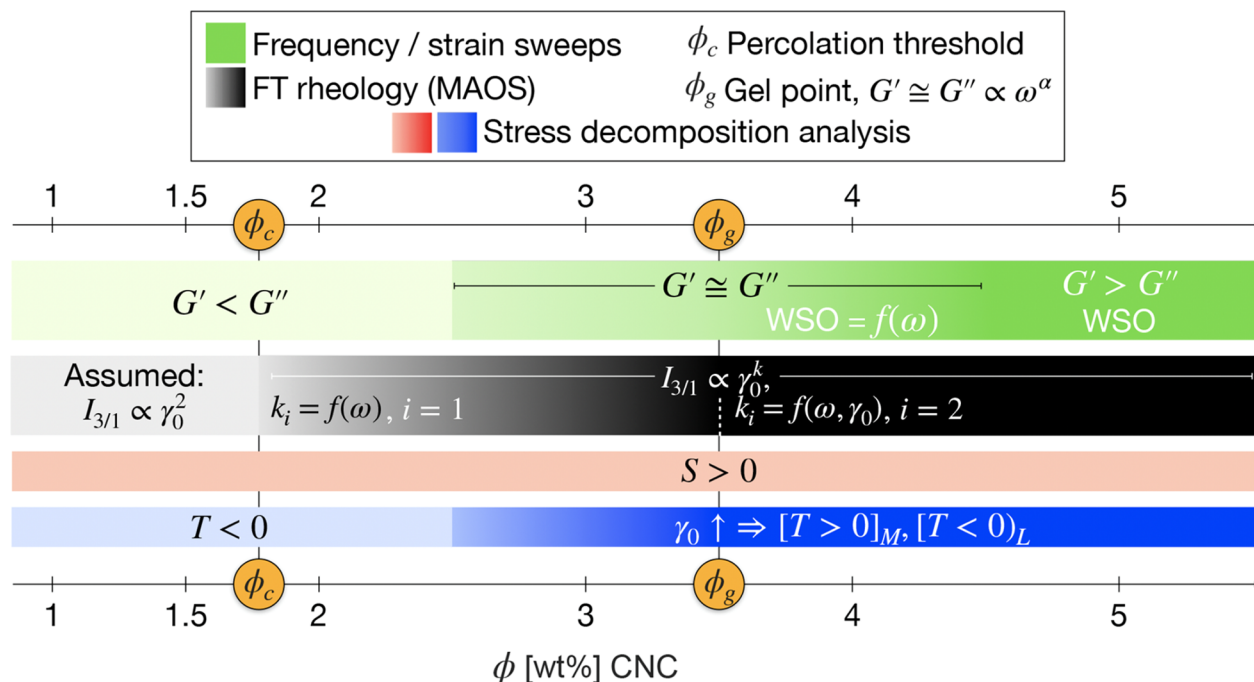 Frequency / strain sweeps
ϕc Percolation threshold
FT rheology (MAOS)
ϕg Gel point, G′ ≅ G″ ∝ ω^α
Stress decomposition analysis
1 1.5 2 3 4 5
ϕc ϕg
G′ < G″
G′ ≅ G″
WSO = f(ω)
G′ > G″
WSO
Assumed:
I3/1 ∝ γ0^2
I3/1 ∝ γ0^k,
ki = f(ω), i = 1
ki = f(ω, γ0), i = 2
S > 0
T < 0
γ0 ↑ ⇒ [T > 0]M, [T < 0)L
ϕc ϕg
1 1.5 2 3 4 5
ϕ [wt%] CNC